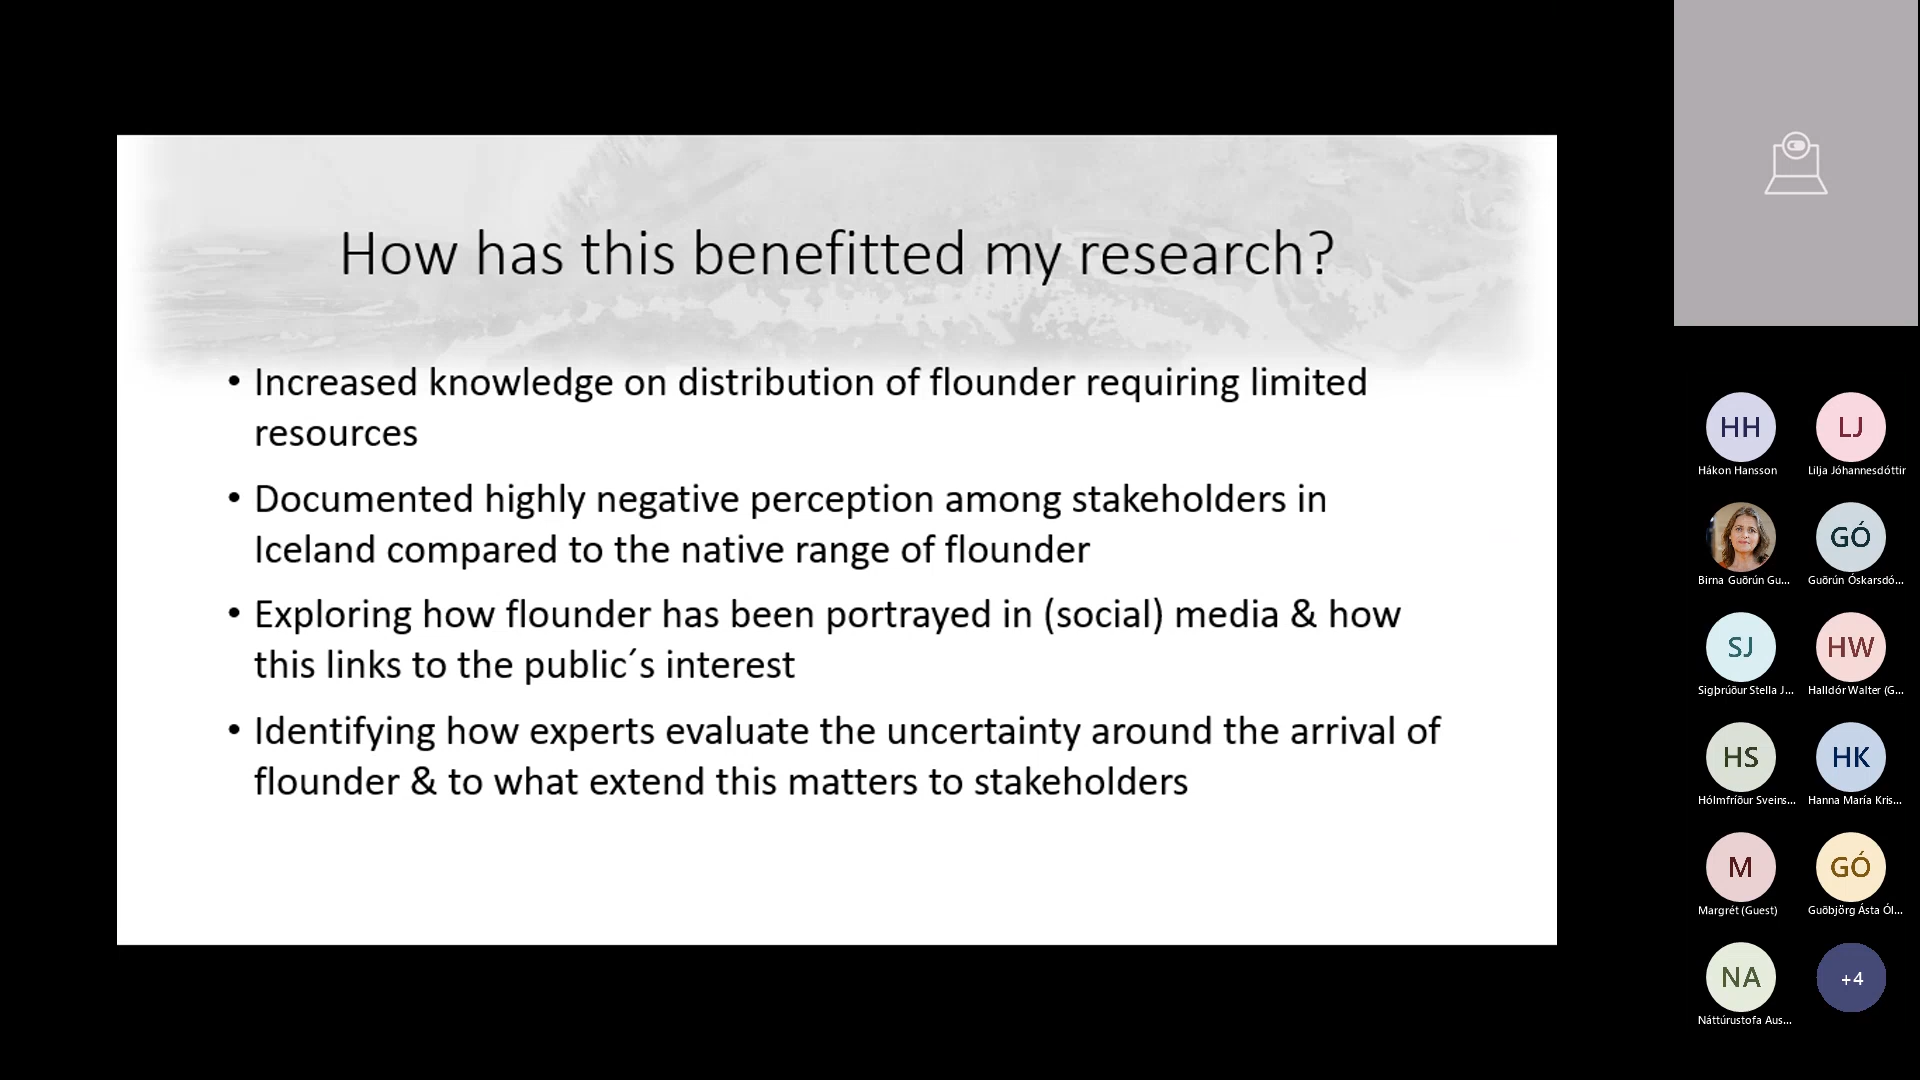 How has this benefitted my research?
• Increased knowledge on distribution of flounder requiring limited
resources
• Documented highly negative perception among stakeholders in
Iceland compared to the native range of flounder
• Exploring how flounder has been portrayed in (social) media & how
this links to the public´s interest
• Identifying how experts evaluate the uncertainty around the arrival of
flounder & to what extend this matters to stakeholders
HH
Hákon Hansson
LJ
Lilja Jóhannesdóttir
Birna Guðrún Gu...
GÓ
Guðrún Óskarsdó...
SJ
Sigþrúður Stella J...
HW
Halldór Walter (G...
HS
Hólmfríður Sveins...
HK
Hanna María Kris...
M
Margrét (Guest)
GÓ
Guðbjörg Ásta Ól...
NA
Náttúrustofa Aus...
+4